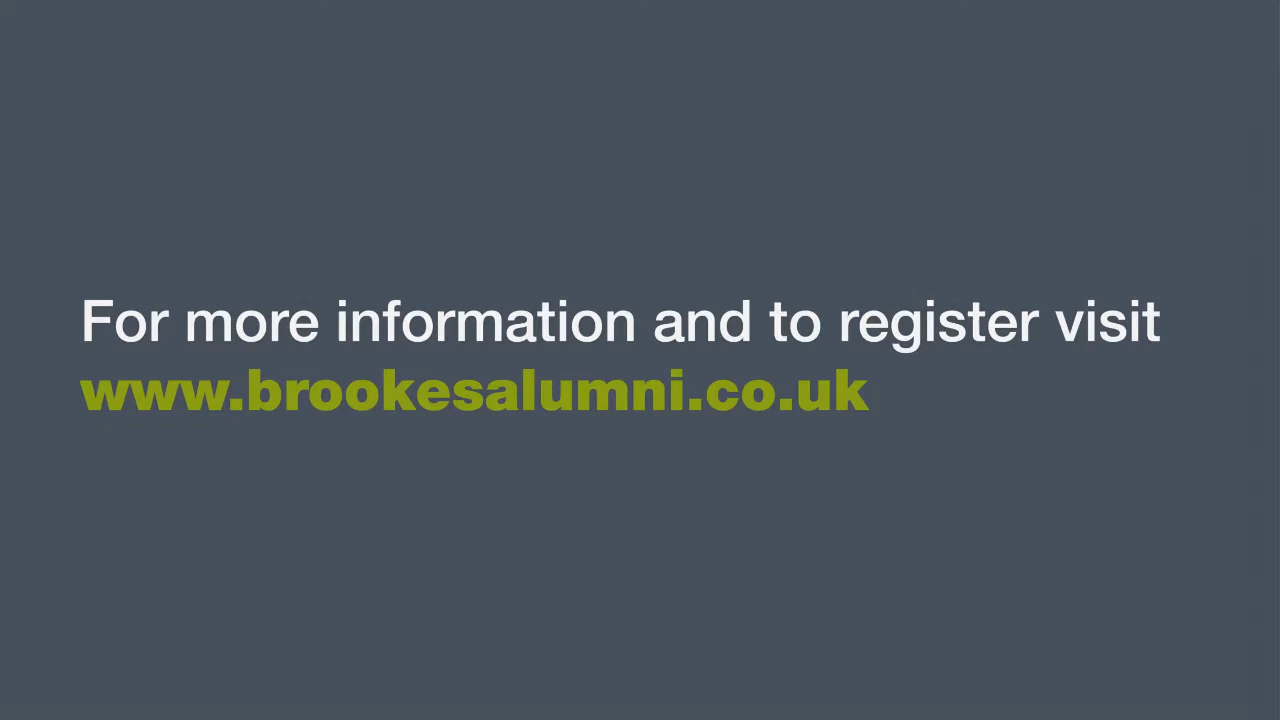 For more information and to register visit
www.brookesalumni.co.uk